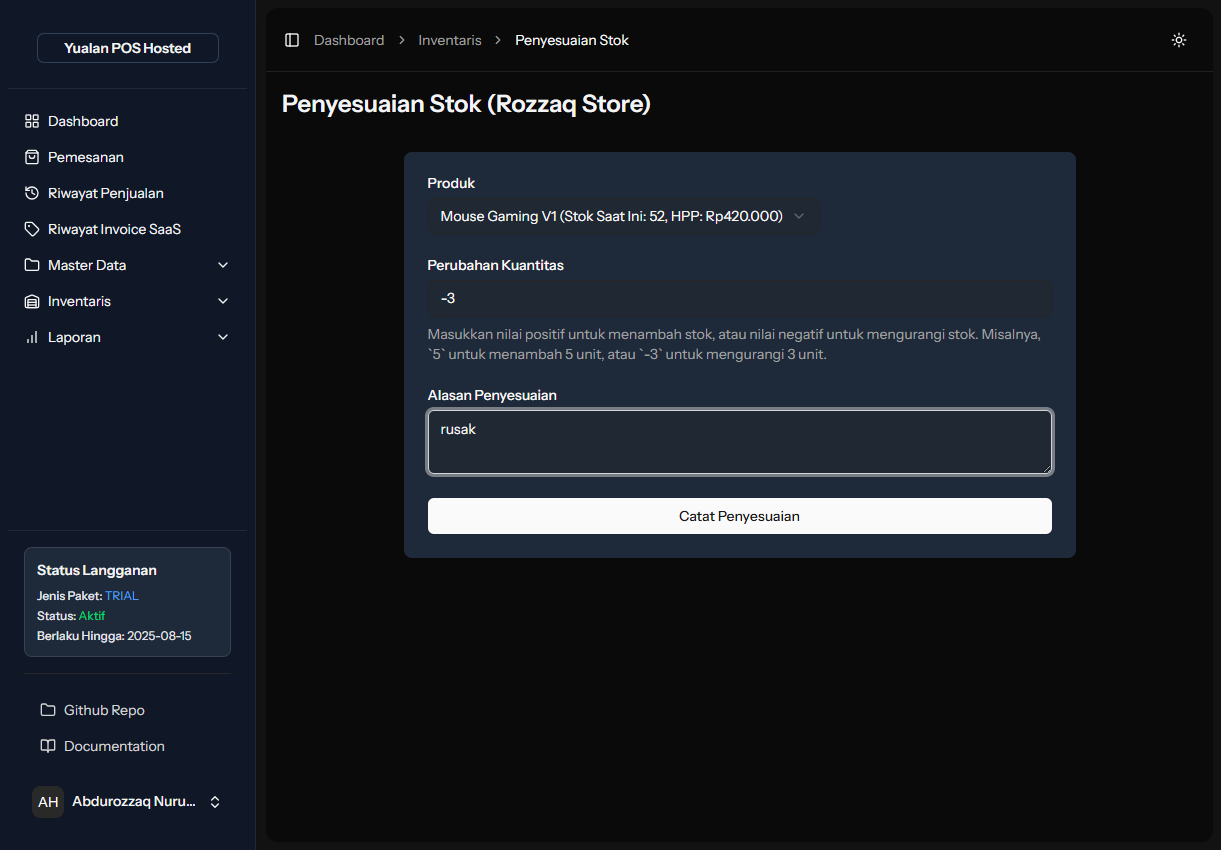 Yualan POS Hosted
Dashboard
Pemesanan
Riwayat Penjualan
Riwayat Invoice SaaS
Master Data
Inventaris
Laporan
Status Langganan
Jenis Paket: TRIAL
Status: Aktif
Berlaku Hingga: 2025-08-15
Github Repo
Documentation
AH Abdurozzaq Nuru...
Dashboard > Inventaris > Penyesuaian Stok
Penyesuaian Stok (Rozzaq Store)
Produk
Mouse Gaming V1 (Stok Saat Ini: 52, HPP: Rp420.000)
Perubahan Kuantitas
-3
Masukkan nilai positif untuk menambah stok, atau nilai negatif untuk mengurangi stok. Misalnya,
`5` untuk menambah 5 unit, atau `-3` untuk mengurangi 3 unit.
Alasan Penyesuaian
rusak
Catat Penyesuaian